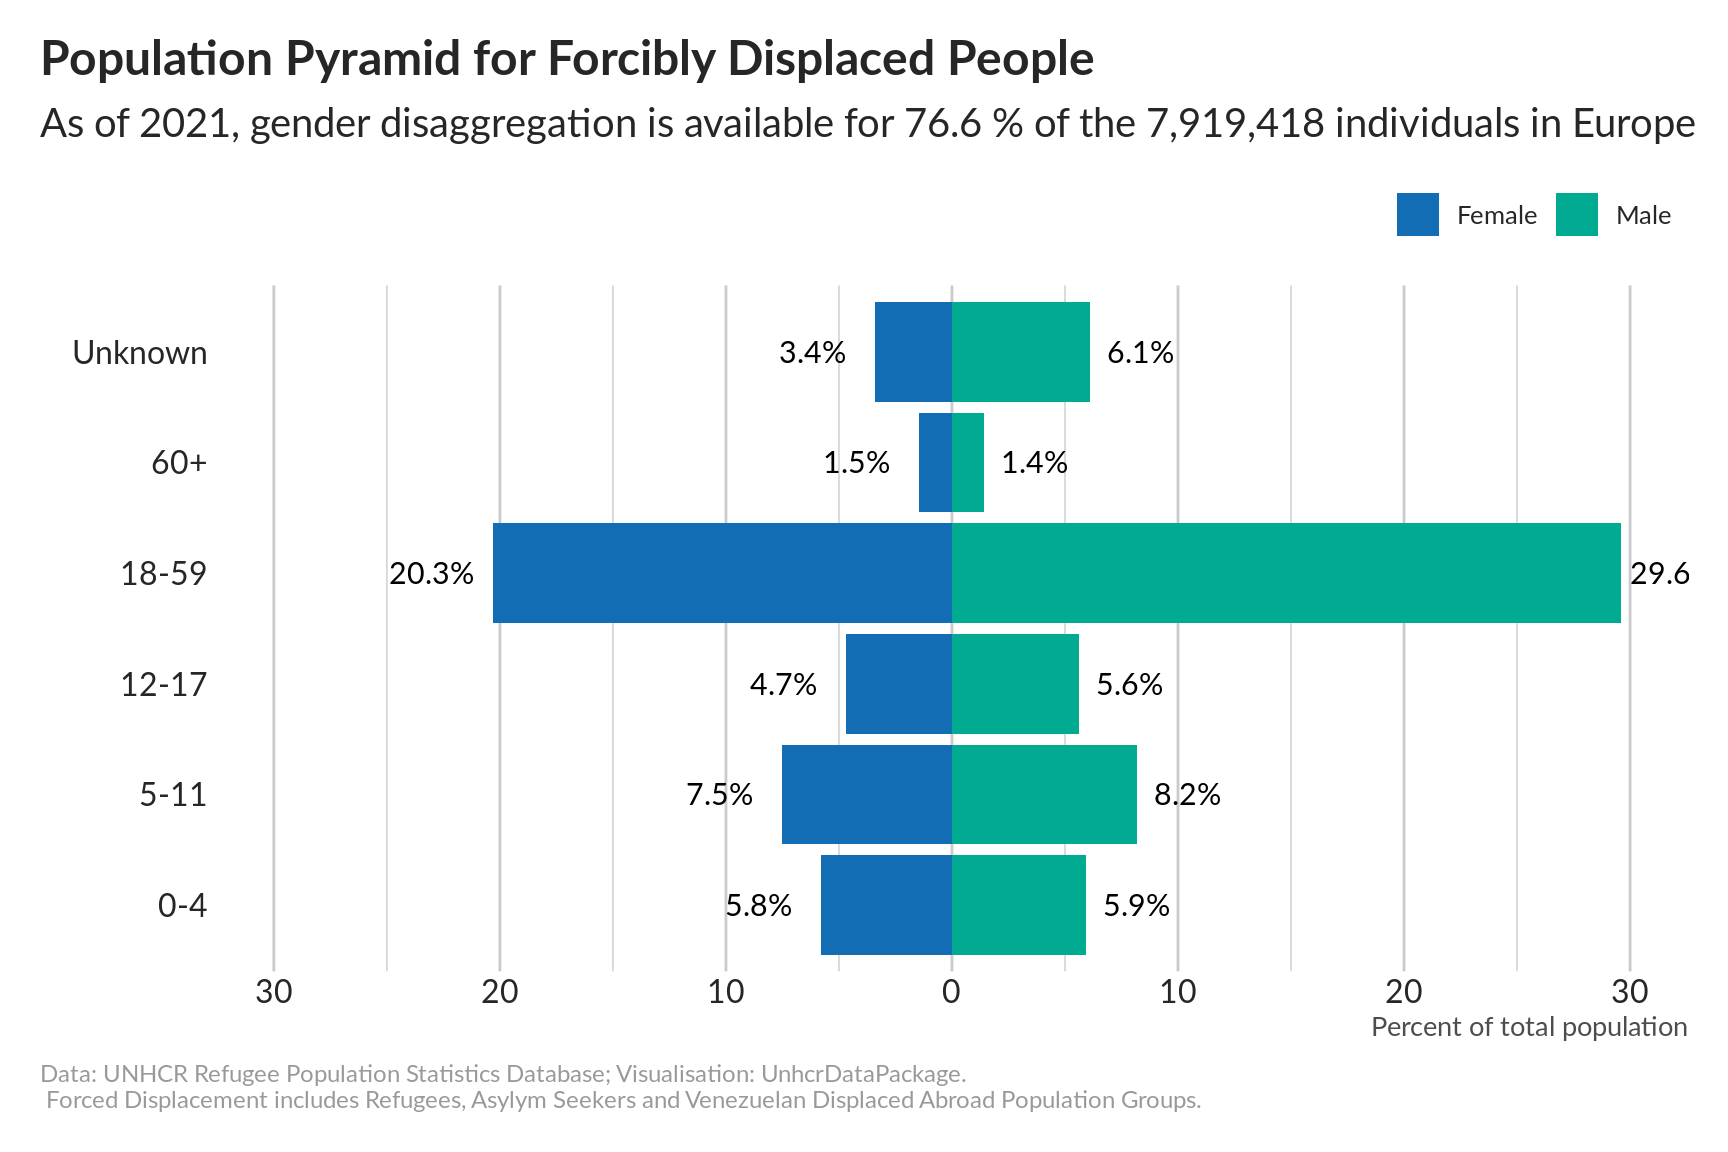 Population Pyramid for Forcibly Displaced People
As of 2021, gender disaggregation is available for 76.6 % of the 7,919,418 individuals in Europe
Female Male
Unknown 3.4% 6.1%
60+ 1.5% 1.4%
18-59 20.3% 29.6
12-17 4.7% 5.6%
5-11 7.5% 8.2%
0-4 5.8% 5.9%
30 20 10 0 10 20 30
Percent of total population
Data: UNHCR Refugee Population Statistics Database; Visualisation: UnhcrDataPackage.
Forced Displacement includes Refugees, Asylym Seekers and Venezuelan Displaced Abroad Population Groups.